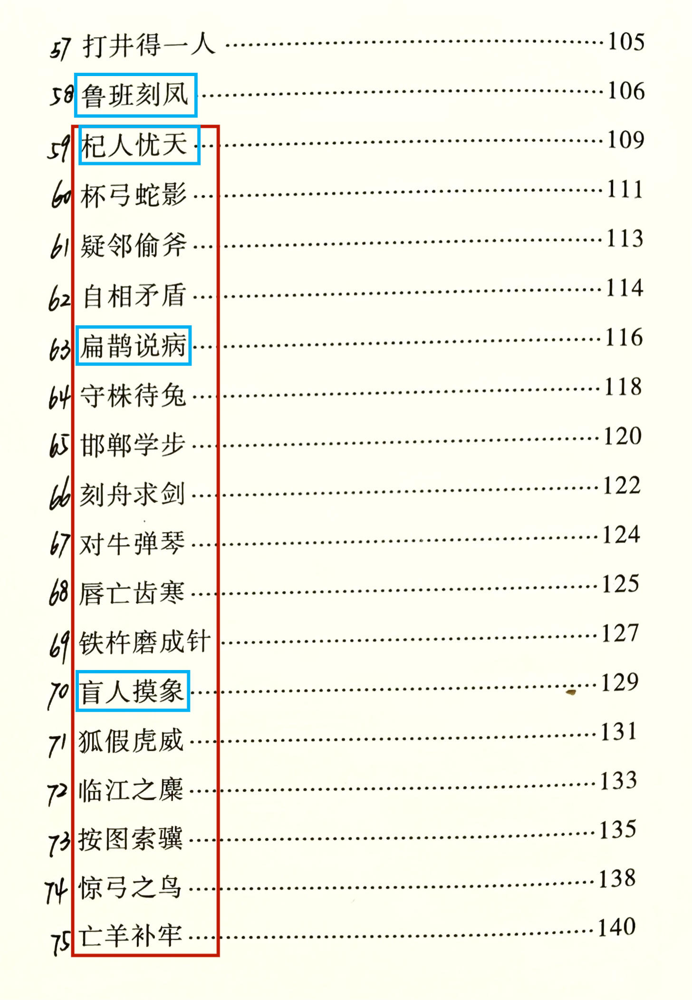 57 打井得一人 105
58 鲁班刻凤 106
59 杞人忧天 109
60 杯弓蛇影 111
61 疑邻偷斧 113
62 自相矛盾 114
63 扁鹊说病 116
64 守株待兔 118
65 邯郸学步 120
66 刻舟求剑 122
67 对牛弹琴 124
68 唇亡齿寒 125
69 铁杵磨成针 127
70 盲人摸象 129
71 狐假虎威 131
72 临江之麋 133
73 按图索骥 135
74 惊弓之鸟 138
75 亡羊补牢 140